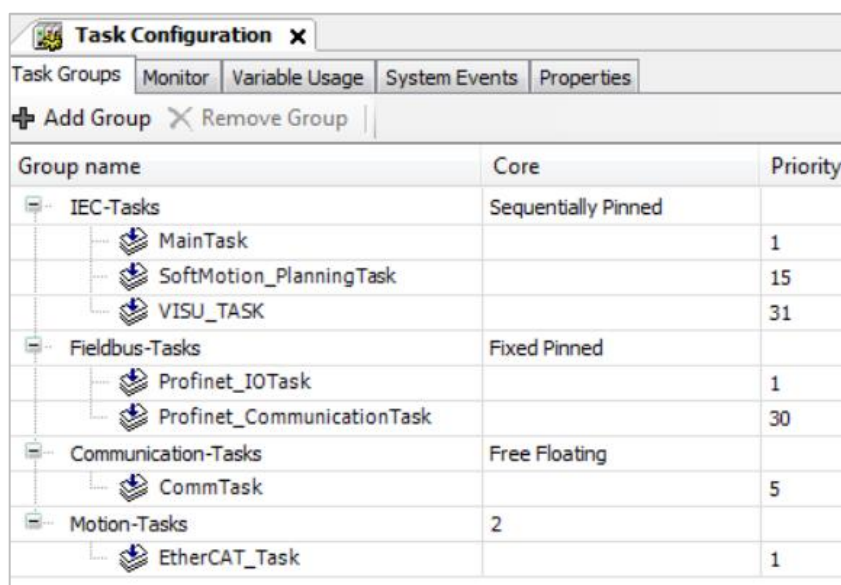 Task Configuration
Task Groups Monitor Variable Usage System Events Properties
Add Group Remove Group
Group name Core Priority
IEC-Tasks Sequentially Pinned
MainTask 1
SoftMotion_PlanningTask 15
VISU_TASK 31
Fieldbus-Tasks Fixed Pinned
Profinet_IOTask 1
Profinet_CommunicationTask 30
Communication-Tasks Free Floating
CommTask 5
Motion-Tasks 2
EtherCAT_Task 1